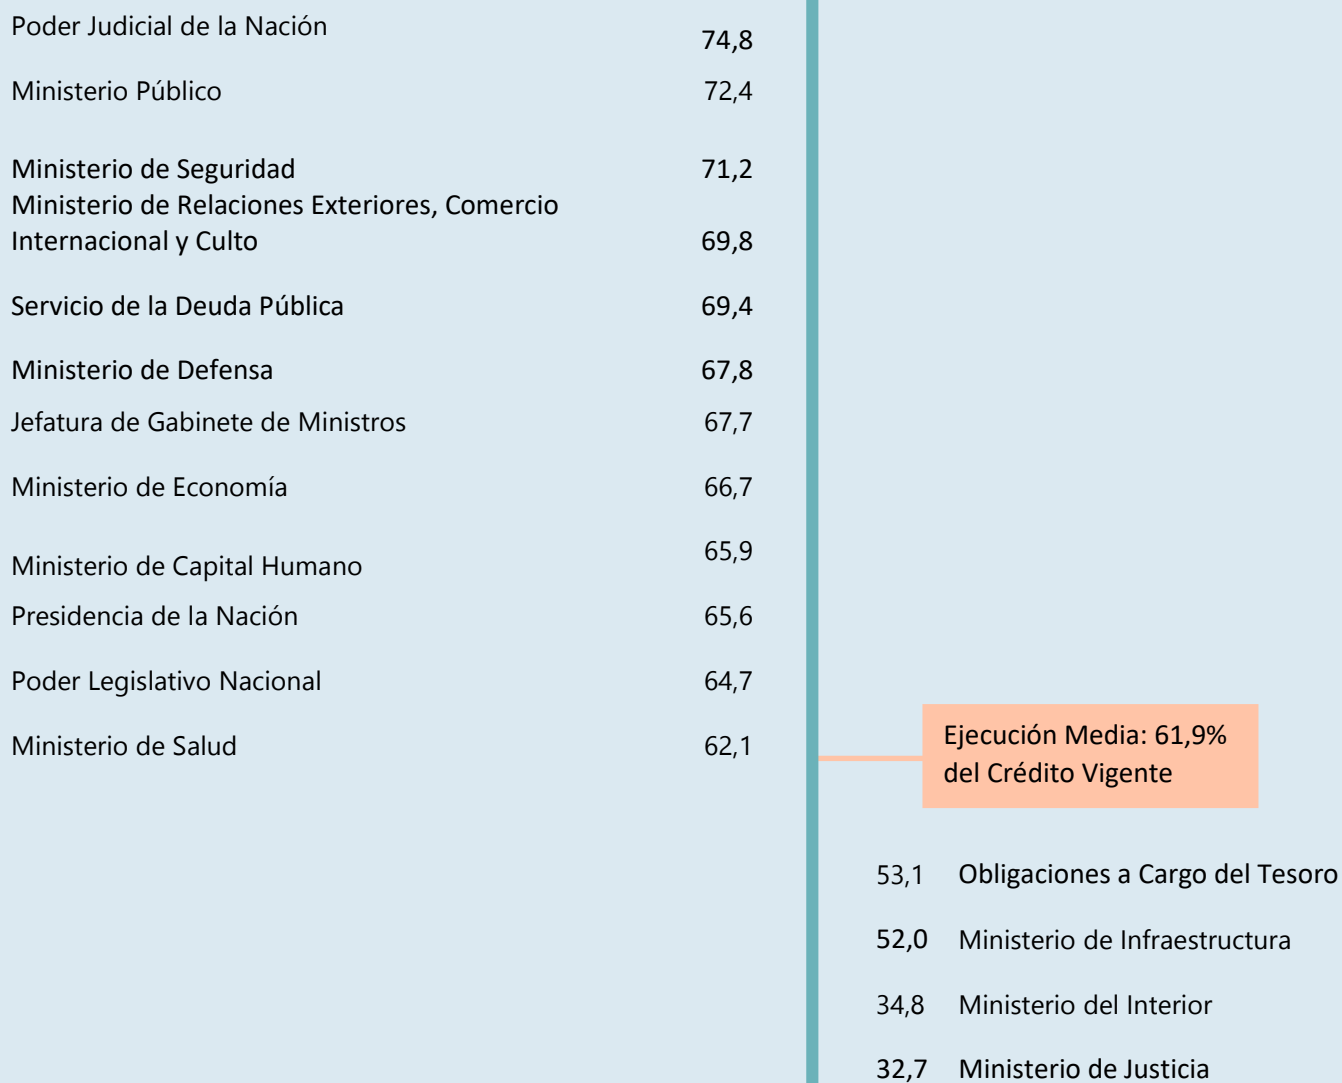 Poder Judicial de la Nación 74,8
Ministerio Público 72,4
Ministerio de Seguridad 71,2
Ministerio de Relaciones Exteriores, Comercio
Internacional y Culto 69,8
Servicio de la Deuda Pública 69,4
Ministerio de Defensa 67,8
Jefatura de Gabinete de Ministros 67,7
Ministerio de Economía 66,7
Ministerio de Capital Humano 65,9
Presidencia de la Nación 65,6
Poder Legislativo Nacional 64,7
Ministerio de Salud 62,1
Ejecución Media: 61,9%
del Crédito Vigente
53,1 Obligaciones a Cargo del Tesoro
52,0 Ministerio de Infraestructura
34,8 Ministerio del Interior
32,7 Ministerio de Justicia